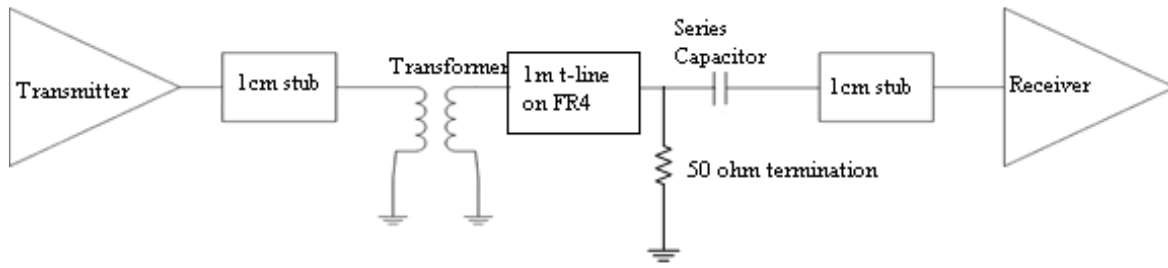 Transmitter
1cm stub
Transformer
1m t-line
on FR4
Series
Capacitor
50 ohm termination
1cm stub
Receiver